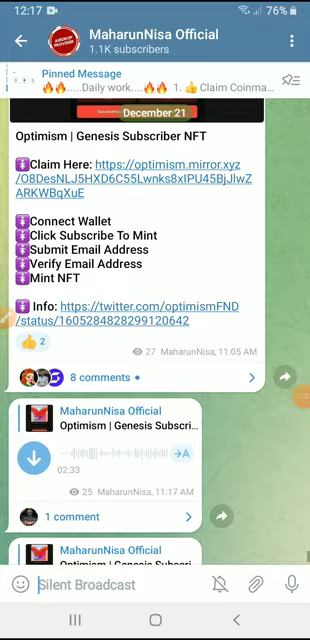 12:17
76%
AIRDROP PROVIDER
MaharunNisa Official
1.1K subscribers
Pinned Message
🔥🔥.....Daily work....🔥🔥 1. 👍Claim Coinma...
December 21
Optimism | Genesis Subscriber NFT
Claim Here: https://optimism.mirror.xyz
/O8DesNLJ5HXD6C55Lwnks8xIPU45BjJlwZ
ARKWBqXuE
Connect Wallet
Click Subscribe To Mint
Submit Email Address
Verify Email Address
Mint NFT
Info: https://twitter.com/optimismFND
/status/1605284828299120642
👍 2
27 MaharunNisa, 11:05 AM
8 comments
MaharunNisa Official
Optimism | Genesis Subscri...
→A
02:33
25 MaharunNisa, 11:17 AM
1 comment
MaharunNisa Official
Optimism | Genesis Subscri...
Silent Broadcast